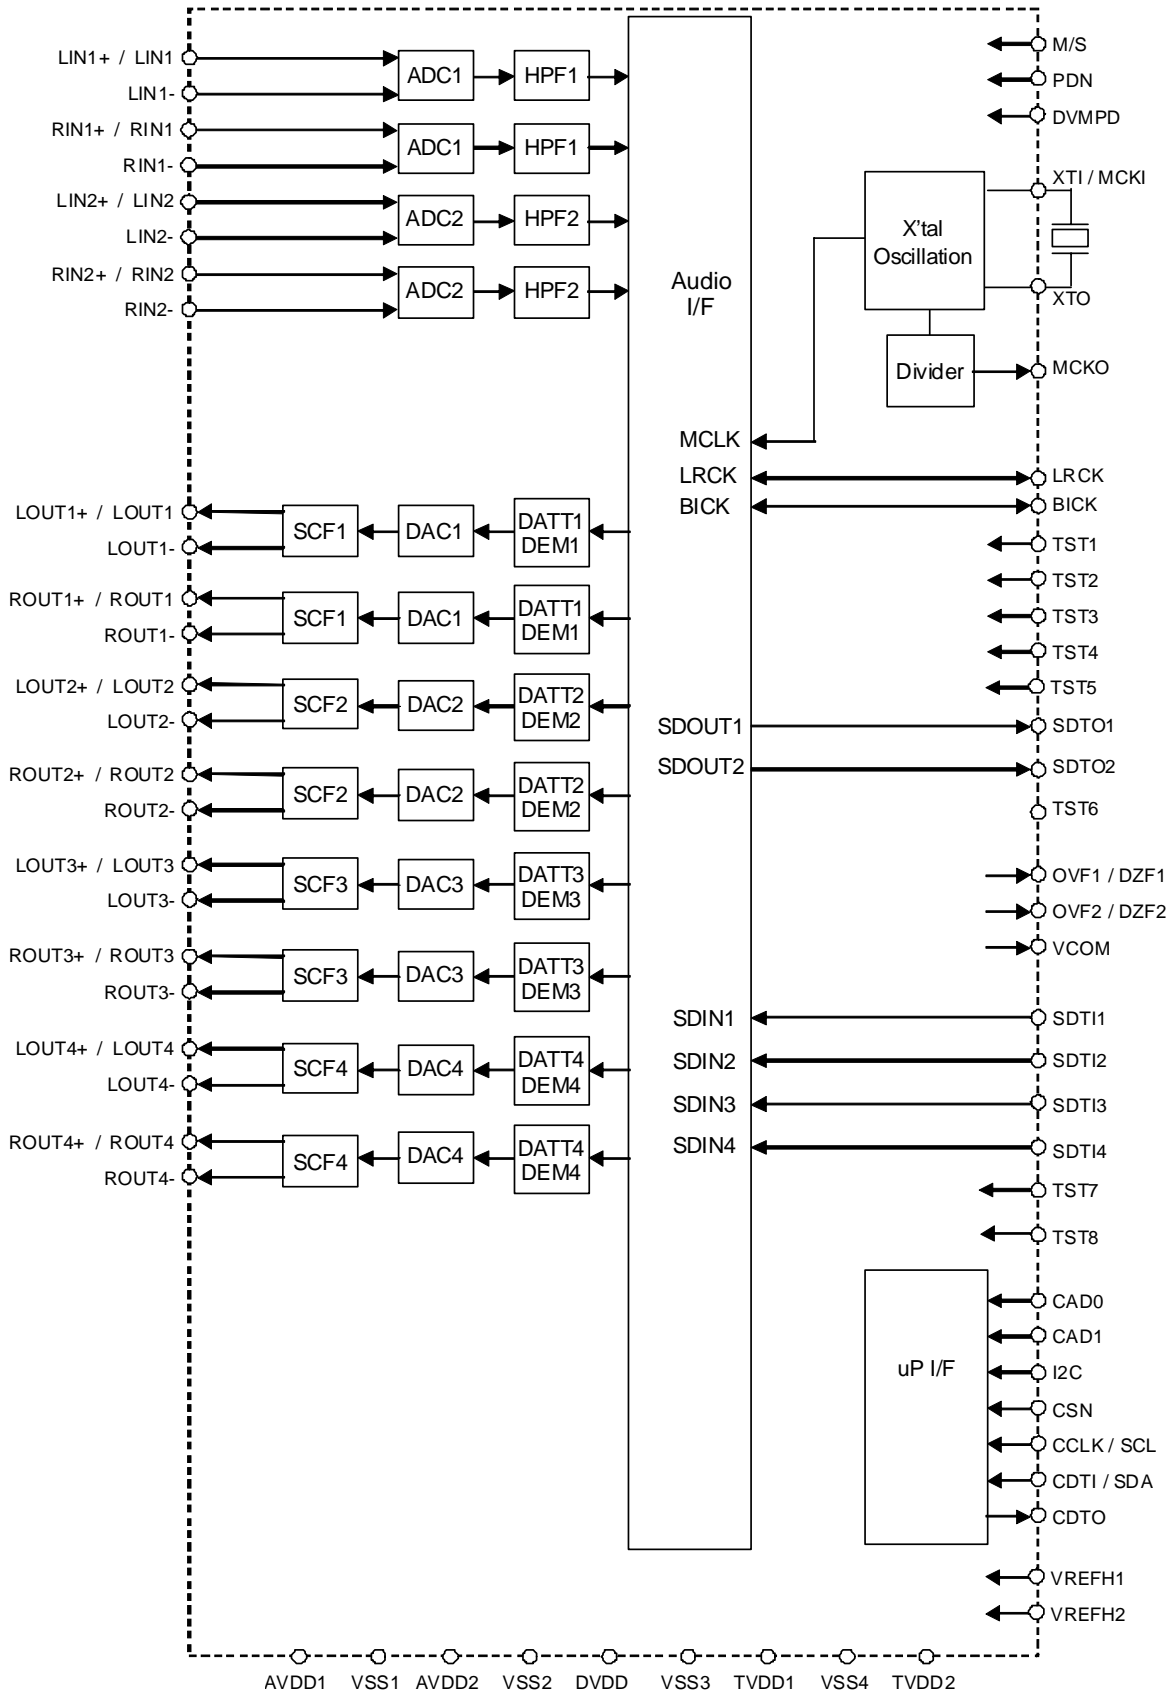 LIN1+ / LIN1
LIN1-
RIN1+ / RIN1
RIN1-
LIN2+ / LIN2
LIN2-
RIN2+ / RIN2
RIN2-
ADC1
HPF1
ADC1
HPF1
ADC2
HPF2
ADC2
HPF2
Audio
I/F
M/S
PDN
DVMPD
XTI / MCKI
X'tal
Oscillation
XTO
Divider
MCKO
MCLK
LRCK
LRCK
BICK
BICK
LOUT1+ / LOUT1
LOUT1-
SCF1
DAC1
DATT1
DEM1
ROUT1+ / ROUT1
ROUT1-
SCF1
DAC1
DATT1
DEM1
LOUT2+ / LOUT2
LOUT2-
SCF2
DAC2
DATT2
DEM2
ROUT2+ / ROUT2
ROUT2-
SCF2
DAC2
DATT2
DEM2
LOUT3+ / LOUT3
LOUT3-
SCF3
DAC3
DATT3
DEM3
ROUT3+ / ROUT3
ROUT3-
SCF3
DAC3
DATT3
DEM3
LOUT4+ / LOUT4
LOUT4-
SCF4
DAC4
DATT4
DEM4
ROUT4+ / ROUT4
ROUT4-
SCF4
DAC4
DATT4
DEM4
TST1
TST2
TST3
TST4
TST5
SDOUT1
SDTO1
SDOUT2
SDTO2
TST6
OVF1 / DZF1
OVF2 / DZF2
VCOM
SDIN1
SDTI1
SDIN2
SDTI2
SDIN3
SDTI3
SDIN4
SDTI4
TST7
TST8
uP I/F
CAD0
CAD1
I2C
CSN
CCLK / SCL
CDTI / SDA
CDTO
VREFH1
VREFH2
AVDD1
VSS1
AVDD2
VSS2
DVDD
VSS3
TVDD1
VSS4
TVDD2